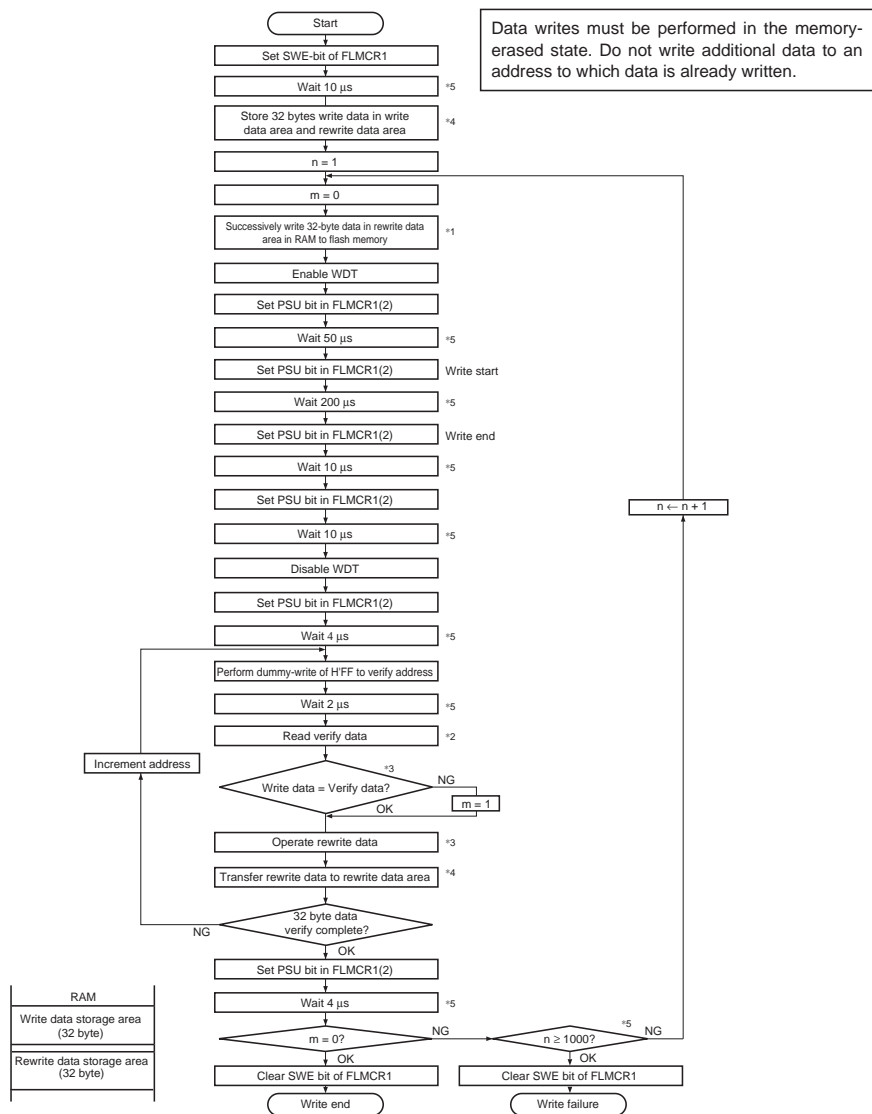 Start
Data writes must be performed in the memory-
erased state. Do not write additional data to an
address to which data is already written.
Set SWE-bit of FLMCR1
Wait 10 μs
*5
Store 32 bytes write data in write
data area and rewrite data area
*4
n = 1
m = 0
Successively write 32-byte data in rewrite data
area in RAM to flash memory
*1
Enable WDT
Set PSU bit in FLMCR1(2)
Wait 50 μs
*5
Set PSU bit in FLMCR1(2)
Write start
Wait 200 μs
*5
Set PSU bit in FLMCR1(2)
Write end
Wait 10 μs
*5
Set PSU bit in FLMCR1(2)
n ← n + 1
Wait 10 μs
*5
Disable WDT
Set PSU bit in FLMCR1(2)
Wait 4 μs
*5
Perform dummy-write of H'FF to verify address
Wait 2 μs
*5
Read verify data
*2
Increment address
*3
Write data = Verify data?
NG
m = 1
OK
Operate rewrite data
*3
Transfer rewrite data to rewrite data area
*4
32 byte data
verify complete?
NG
OK
Set PSU bit in FLMCR1(2)
Wait 4 μs
*5
RAM
Write data storage area
(32 byte)
Rewrite data storage area
(32 byte)
m = 0?
NG
n ≥ 1000?
*5
NG
OK
OK
Clear SWE bit of FLMCR1
Clear SWE bit of FLMCR1
Write end
Write failure